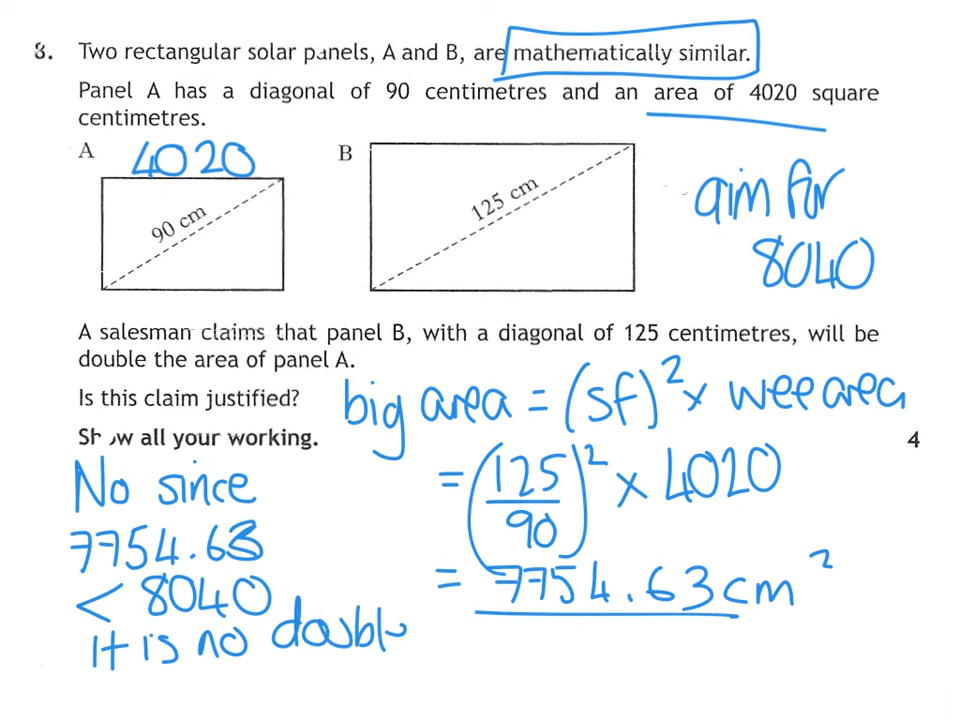 8. Two rectangular solar panels, A and B, are mathematically similar.
Panel A has a diagonal of 90 centimetres and an area of 4020 square
centimetres.
A 4020
B
90 cm
125 cm
aim for
8040
A salesman claims that panel B, with a diagonal of 125 centimetres, will be
double the area of panel A.
Is this claim justified?
Show all your working.
4
big area = (sf)² × wee area
= (125/90)² × 4020
= 7754.63cm²
No since
7754.63
< 8040
it is no double